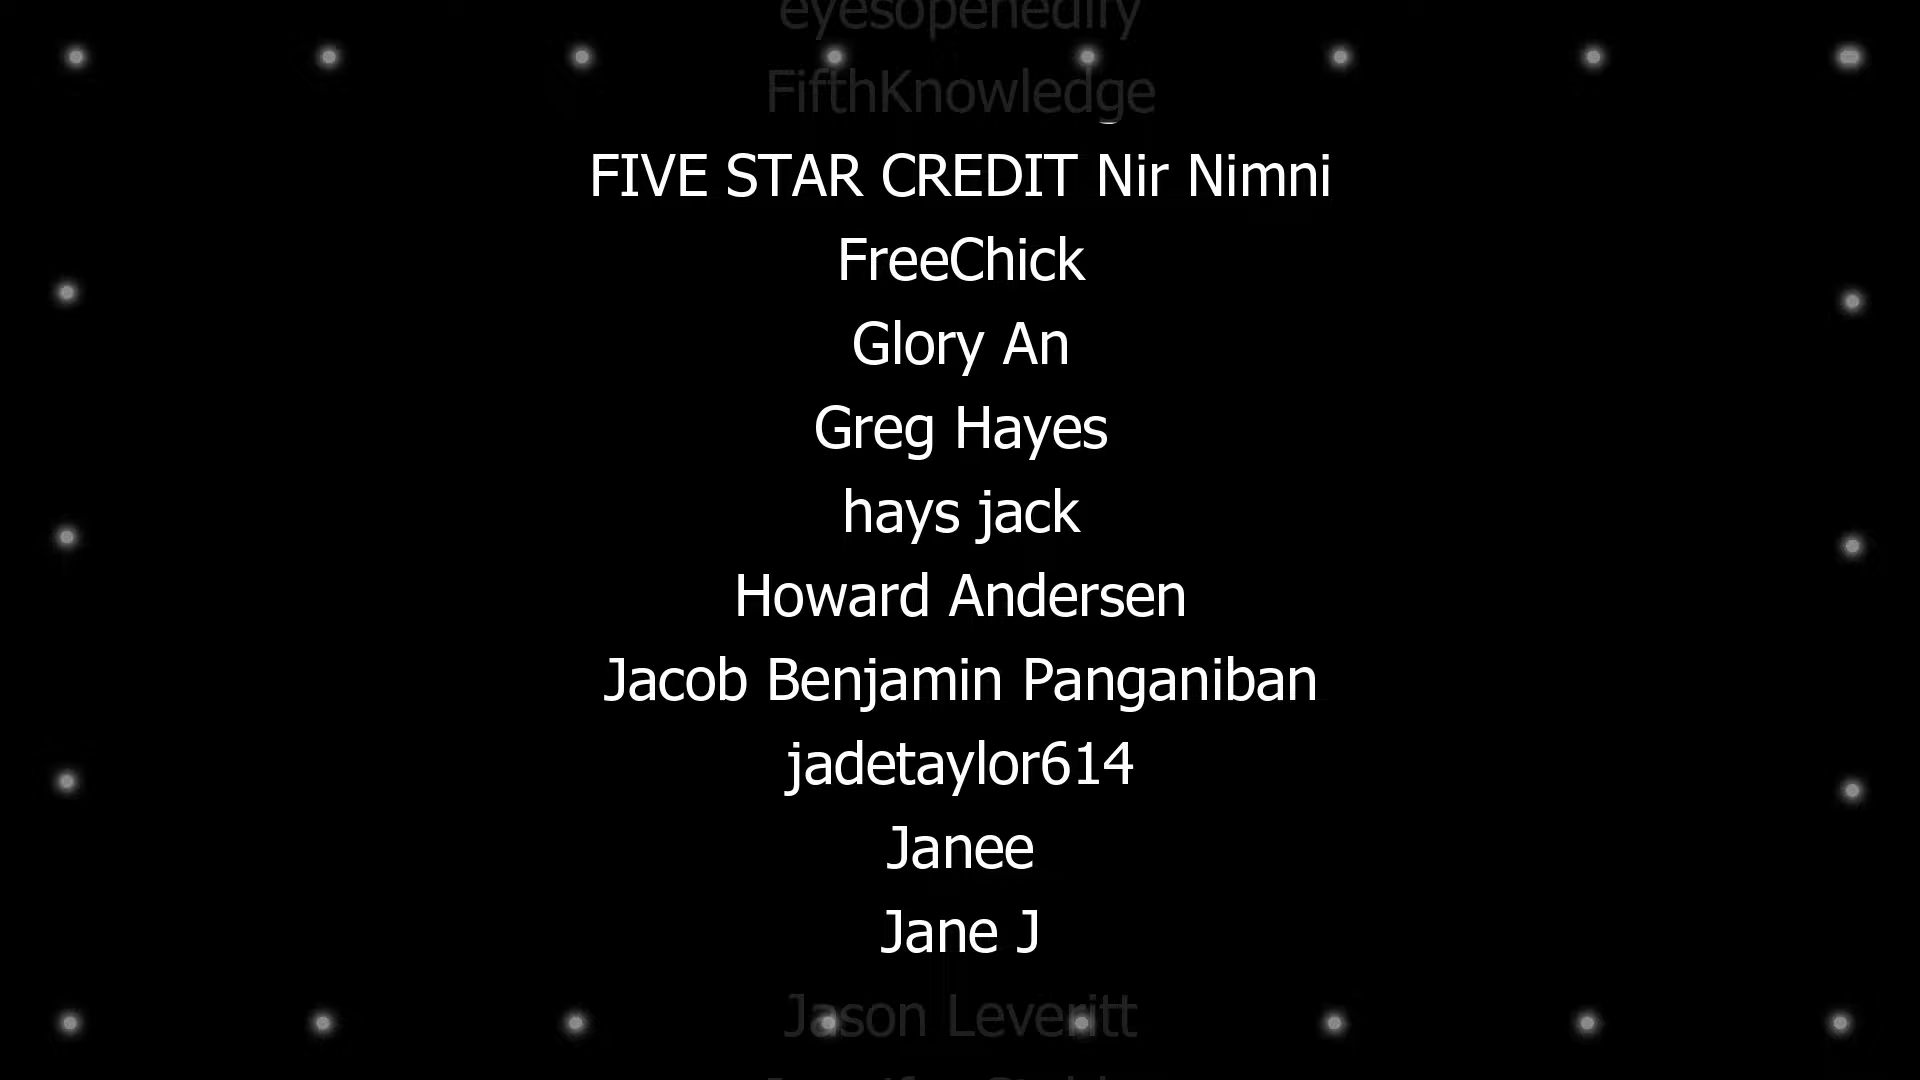 eyesopenedify
FifthKnowledge
FIVE STAR CREDIT Nir Nimni
FreeChick
Glory An
Greg Hayes
hays jack
Howard Andersen
Jacob Benjamin Panganiban
jadetaylor614
Janee
Jane J
Jason Leveritt